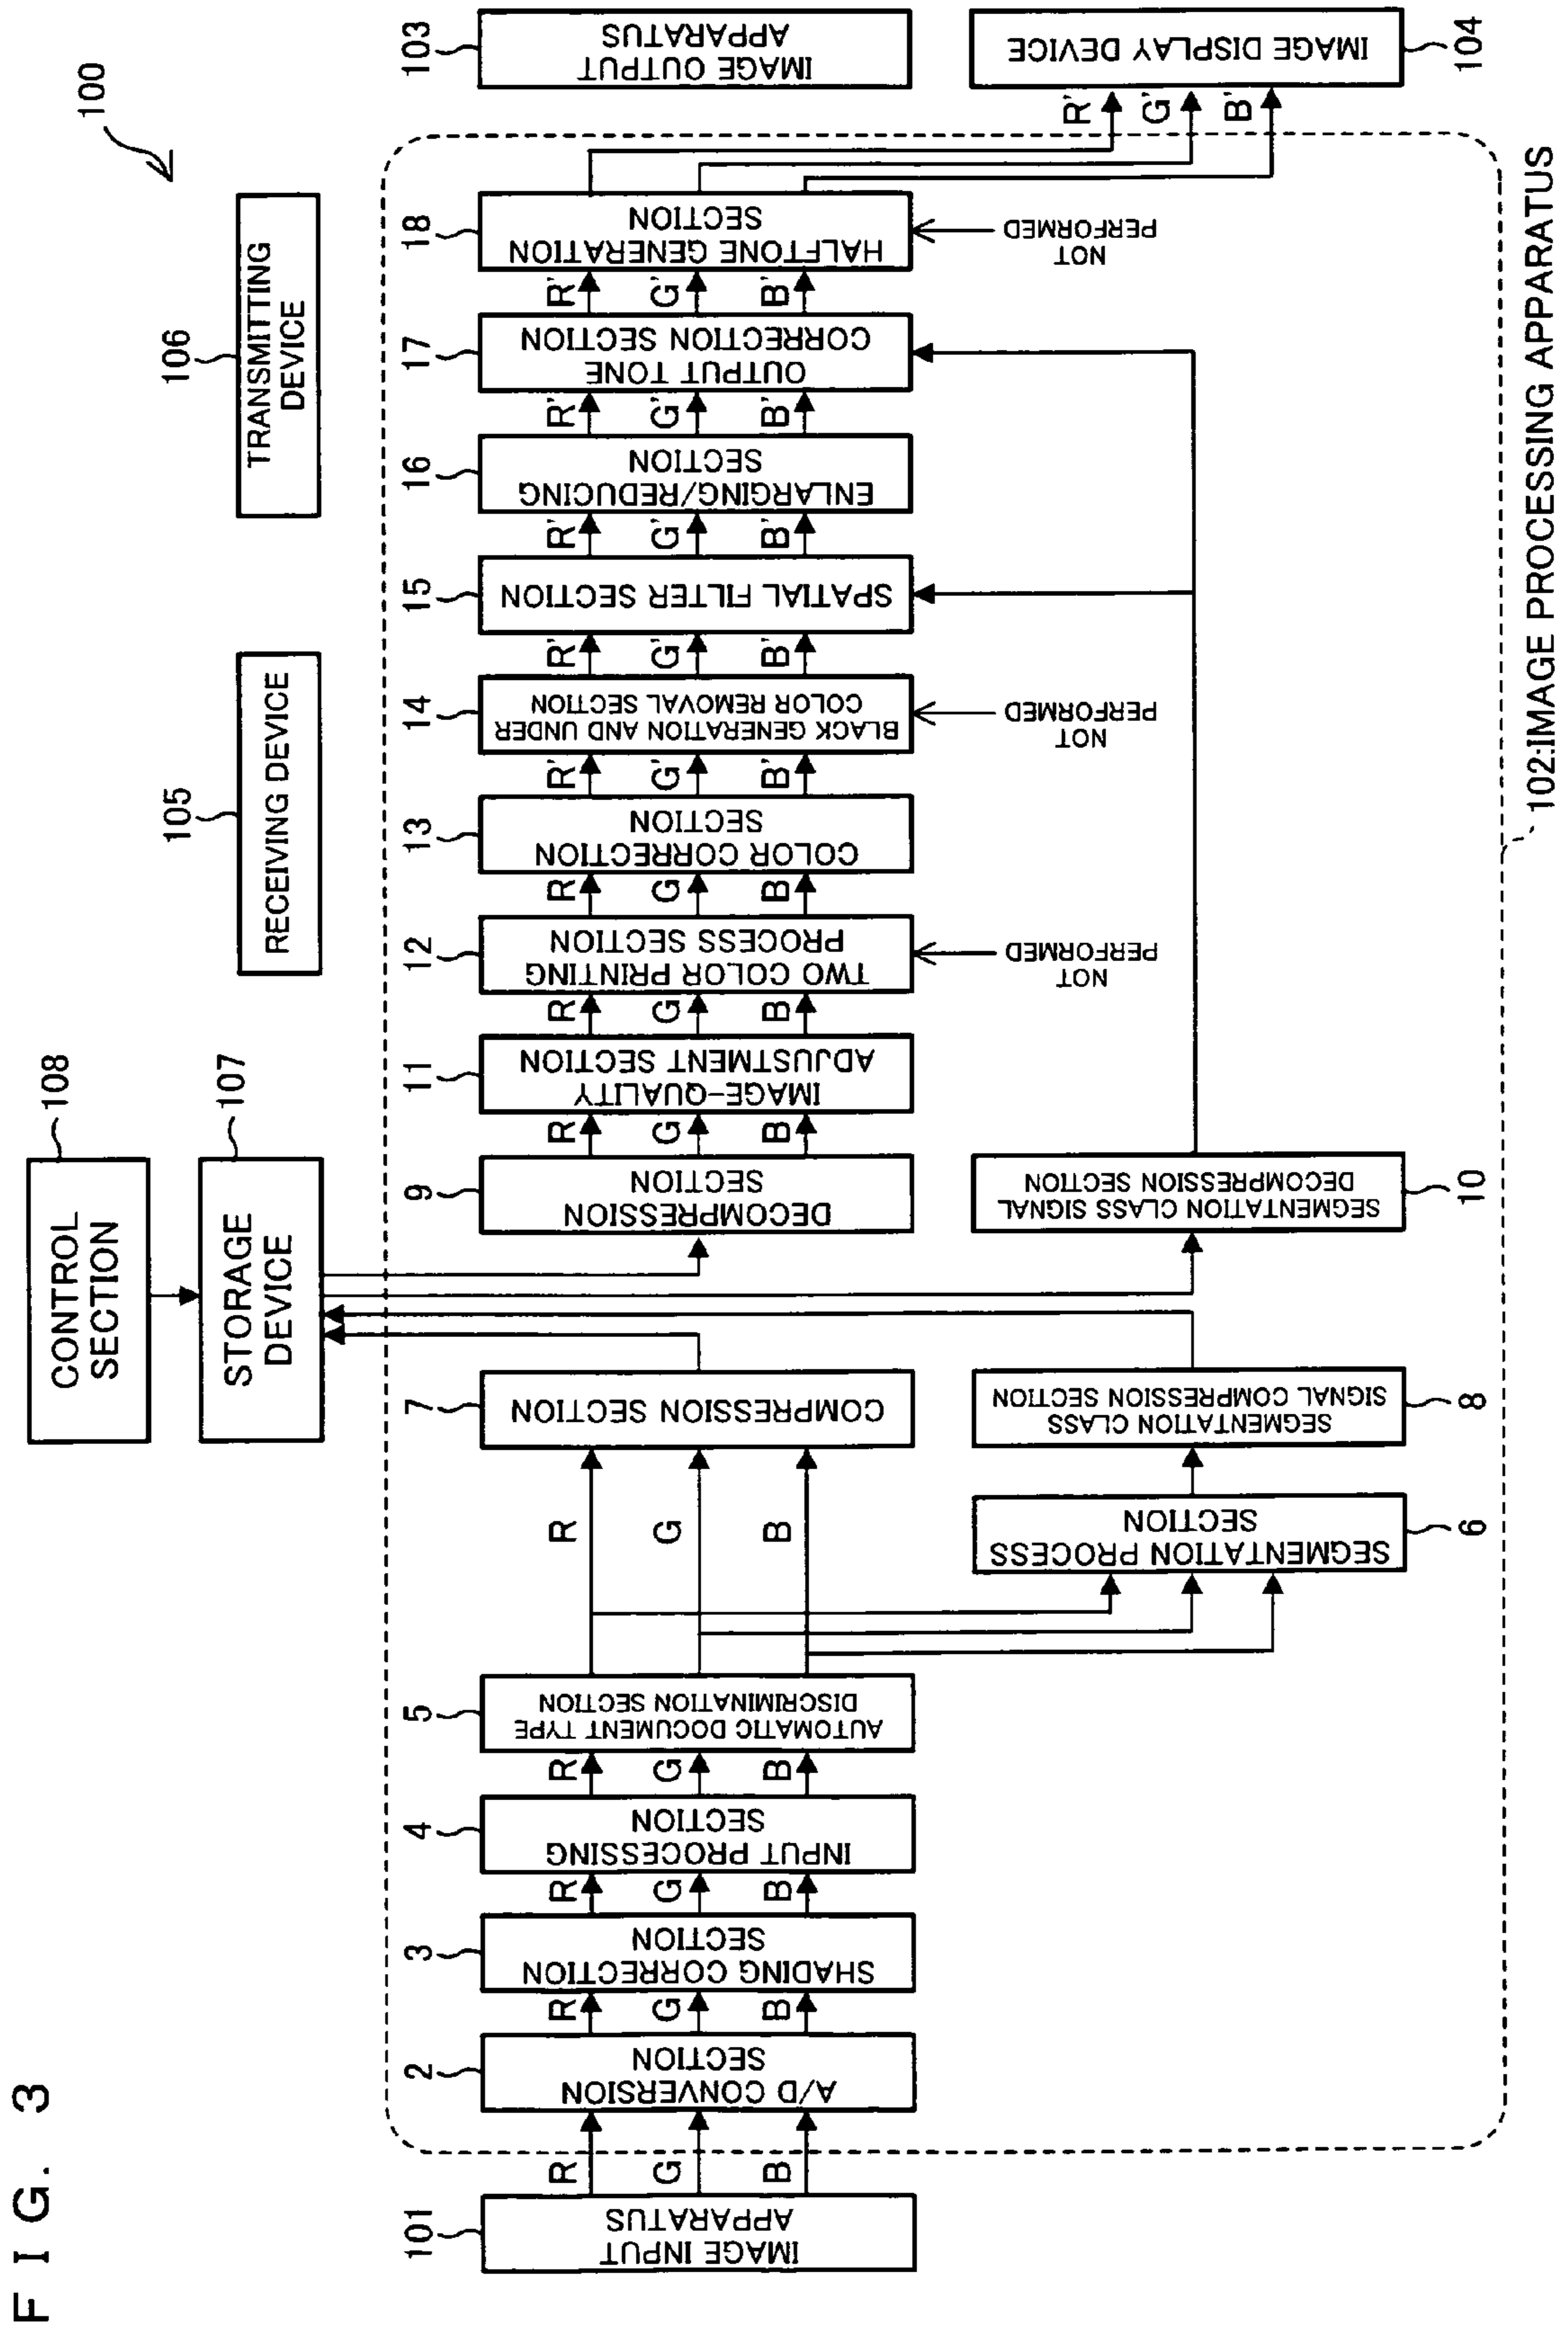 FIG. 3
100
108
CONTROL
SECTION
107
STORAGE
DEVICE
105
RECEIVING DEVICE
106
TRANSMITTING
DEVICE
101
IMAGE INPUT
APPARATUS
R
G
B
2
A/D CONVERSION
SECTION
R
G
B
3
SHADING CORRECTION
SECTION
R
G
B
4
INPUT PROCESSING
SECTION
R
G
B
5
AUTOMATIC DOCUMENT TYPE
DISCRIMINATION SECTION
R
G
B
7
COMPRESSION SECTION
9
DECOMPRESSION
SECTION
R
G
B
11
IMAGE-QUALITY
ADJUSTMENT SECTION
R
G
B
12
TWO COLOR PRINTING
PROCESS SECTION
NOT
PERFORMED
R
G
B
13
COLOR CORRECTION
SECTION
R'
G'
B'
14
BLACK GENERATION AND UNDER
COLOR REMOVAL SECTION
NOT
PERFORMED
R'
G'
B'
15
SPATIAL FILTER SECTION
R'
G'
B'
16
ENLARGING/REDUCING
SECTION
R'
G'
B'
17
OUTPUT TONE
CORRECTION SECTION
R'
G'
B'
18
HALFTONE GENERATION
SECTION
NOT
PERFORMED
103
IMAGE OUTPUT
APPARATUS
R'
G'
B'
IMAGE DISPLAY DEVICE
104
SEGMENTATION PROCESS
SECTION
6
SEGMENTATION CLASS
SIGNAL COMPRESSION SECTION
8
SEGMENTATION CLASS SIGNAL
DECOMPRESSION SECTION
10
102:IMAGE PROCESSING APPARATUS